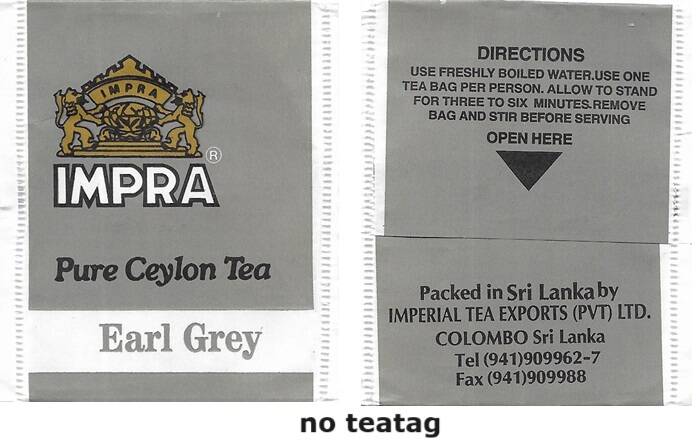 IMPRA
®
IMPRA
Pure Ceylon Tea
Earl Grey
DIRECTIONS
USE FRESHLY BOILED WATER.USE ONE
TEA BAG PER PERSON. ALLOW TO STAND
FOR THREE TO SIX MINUTES.REMOVE
BAG AND STIR BEFORE SERVING
OPEN HERE
Packed in Sri Lanka by
IMPERIAL TEA EXPORTS (PVT) LTD.
COLOMBO Sri Lanka
Tel (941)909962-7
Fax (941)909988
no teatag